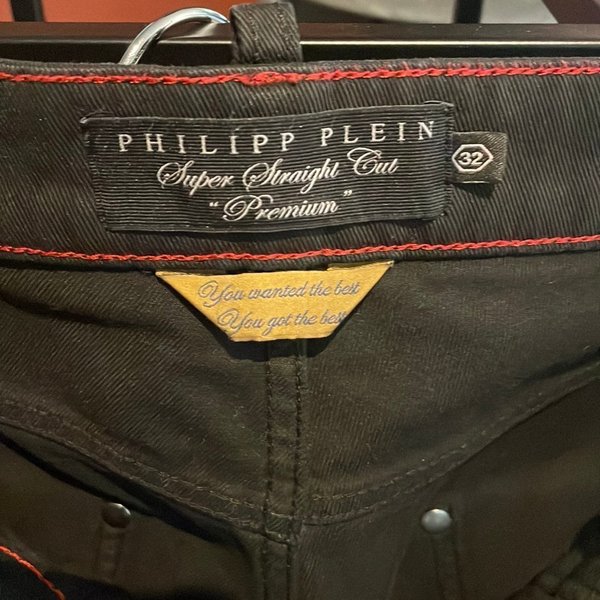 PHILIPP PLEIN
Super Straight Cut
"Premium"
32
You wanted the best
You got the best